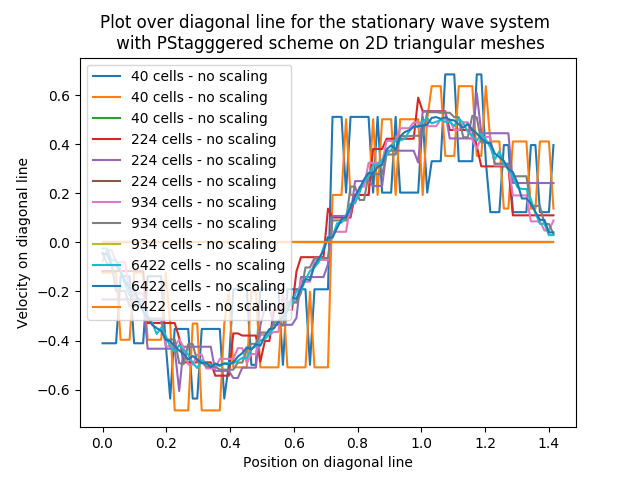 Plot over diagonal line for the stationary wave system
with PStagggered scheme on 2D triangular meshes
40 cells - no scaling
40 cells - no scaling
40 cells - no scaling
224 cells - no scaling
224 cells - no scaling
224 cells - no scaling
934 cells - no scaling
934 cells - no scaling
934 cells - no scaling
6422 cells - no scaling
6422 cells - no scaling
6422 cells - no scaling
Velocity on diagonal line
0.6
0.4
0.2
0.0
−0.2
−0.4
−0.6
0.0 0.2 0.4 0.6 0.8 1.0 1.2 1.4
Position on diagonal line